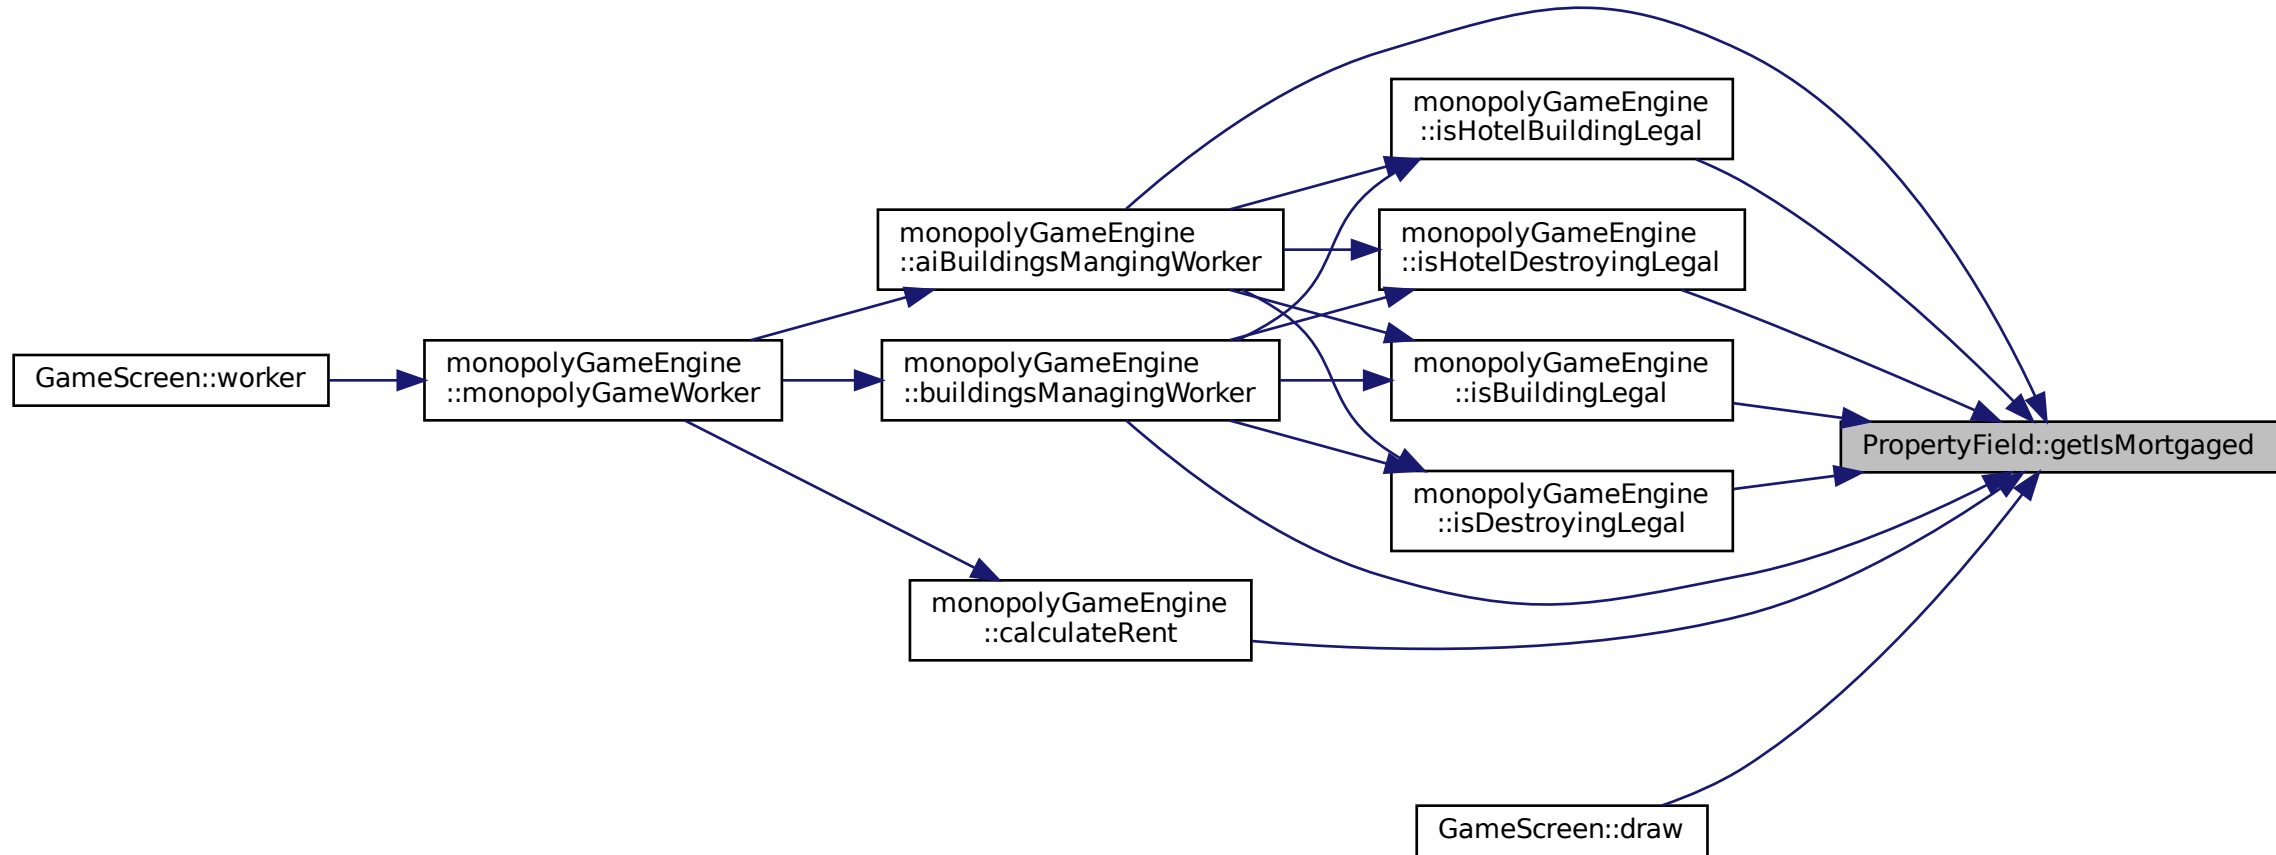 GameScreen::worker
monopolyGameEngine
::monopolyGameWorker
monopolyGameEngine
::aiBuildingsMangingWorker
monopolyGameEngine
::buildingsManagingWorker
monopolyGameEngine
::calculateRent
monopolyGameEngine
::isHotelBuildingLegal
monopolyGameEngine
::isHotelDestroyingLegal
monopolyGameEngine
::isBuildingLegal
monopolyGameEngine
::isDestroyingLegal
GameScreen::draw
PropertyField::getIsMortgaged